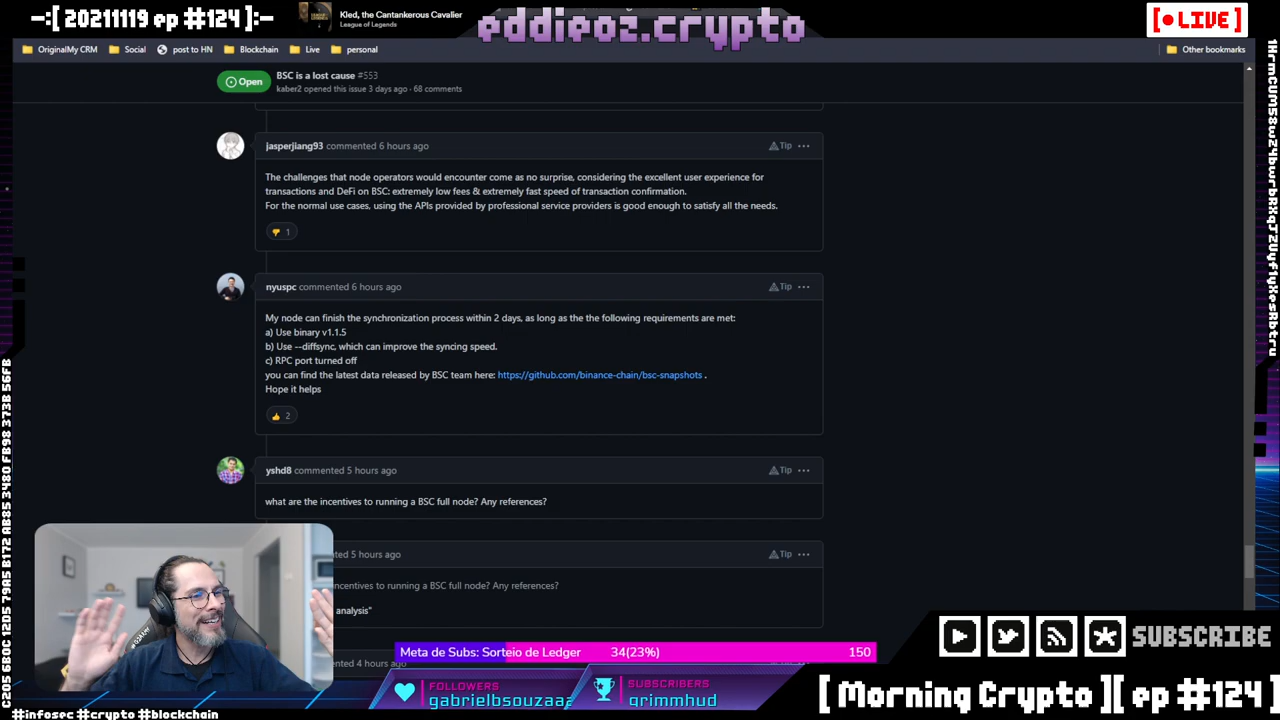 -:[ 20211119 ep #124 ]:-
Kled, the Cantankerous Cavalier
League of Legends
eddieoz.crypto
[● LIVE]
OriginalMy CRM
Social
post to HN
Blockchain
Live
personal
Other bookmarks
Open
BSC is a lost cause #553
kaber2 opened this issue 3 days ago · 68 comments
jasperjiang93 commented 6 hours ago
Tip ···
The challenges that node operators would encounter come as no surprise, considering the excellent user experience for
transactions and DeFi on BSC: extremely low fees & extremely fast speed of transaction confirmation.
For the normal use cases, using the APIs provided by professional service providers is good enough to satisfy all the needs.
👎 1
nyuspc commented 6 hours ago
Tip ···
My node can finish the synchronization process within 2 days, as long as the the following requirements are met:
a) Use binary v1.1.5
b) Use --diffsync, which can improve the syncing speed.
c) RPC port turned off
you can find the latest data released by BSC team here: https://github.com/binance-chain/bsc-snapshots .
Hope it helps
👍 2
yshd8 commented 5 hours ago
Tip ···
what are the incentives to running a BSC full node? Any references?
ted 5 hours ago
Tip ···
incentives to running a BSC full node? Any references?
analysis"
nted 4 hours ago
Meta de Subs: Sorteio de Ledger 34(23%) 150
FOLLOWERS
gabrielbsouzaaa
SUBSCRIBERS
grimmhud
SUBSCRIBE
[ Morning Crypto ][ ep #124 ]
#infosec #crypto #blockchain